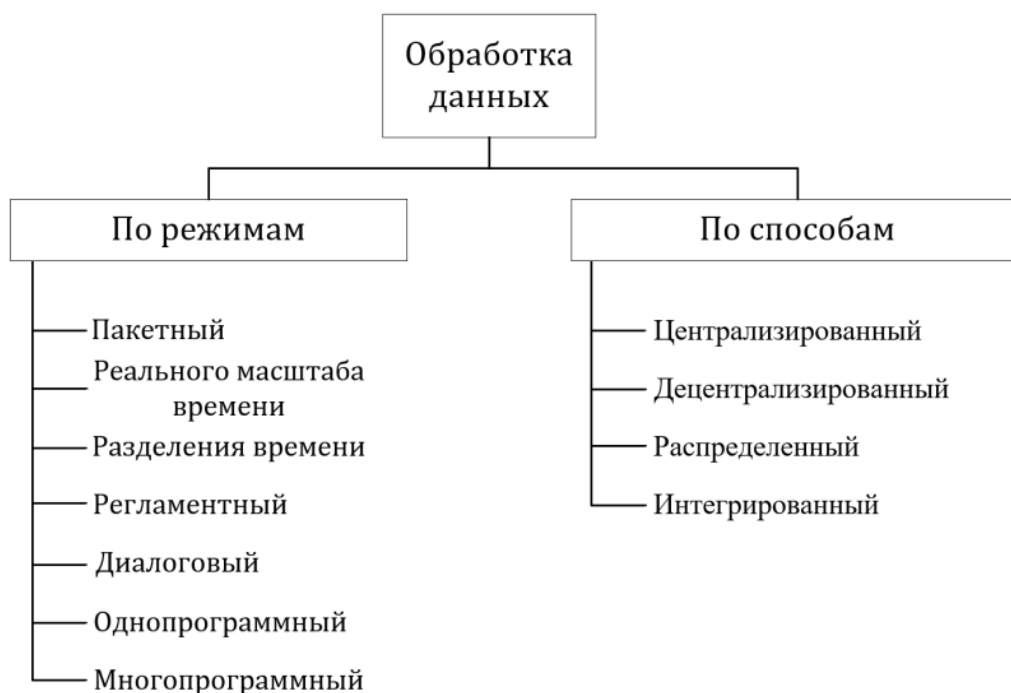 Обработка
данных
По режимам
Пакетный
Реального масштаба
времени
Разделения времени
Регламентный
Диалоговый
Однопрограммный
Многопрограммный
По способам
Централизированный
Децентрализированный
Распределенный
Интегрированный